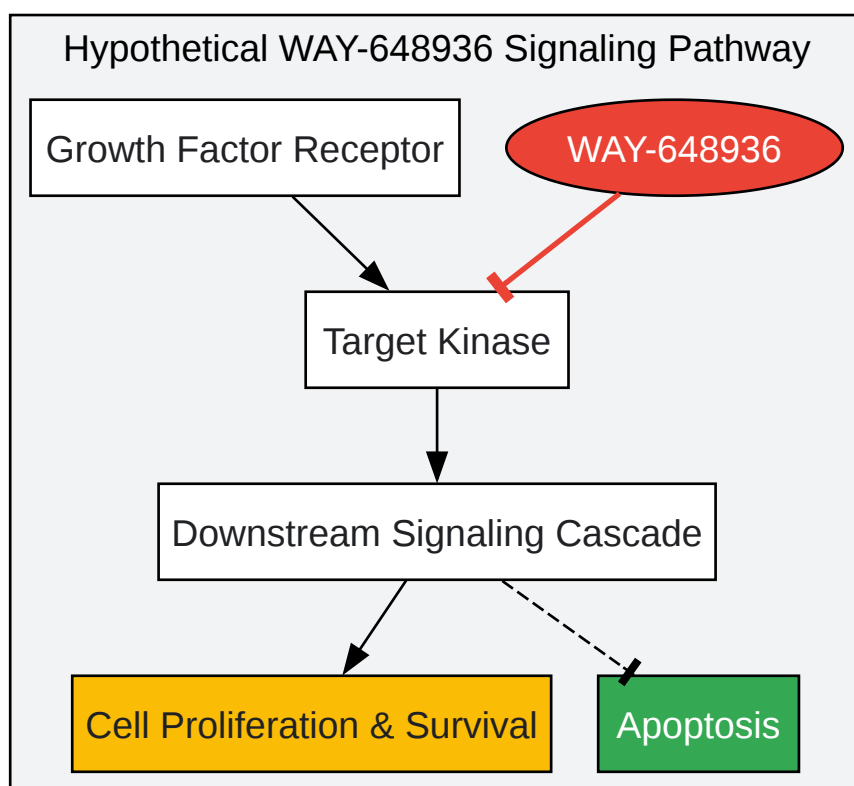 Hypothetical WAY-648936 Signaling Pathway
Growth Factor Receptor
WAY-648936
Target Kinase
Downstream Signaling Cascade
Cell Proliferation & Survival
Apoptosis